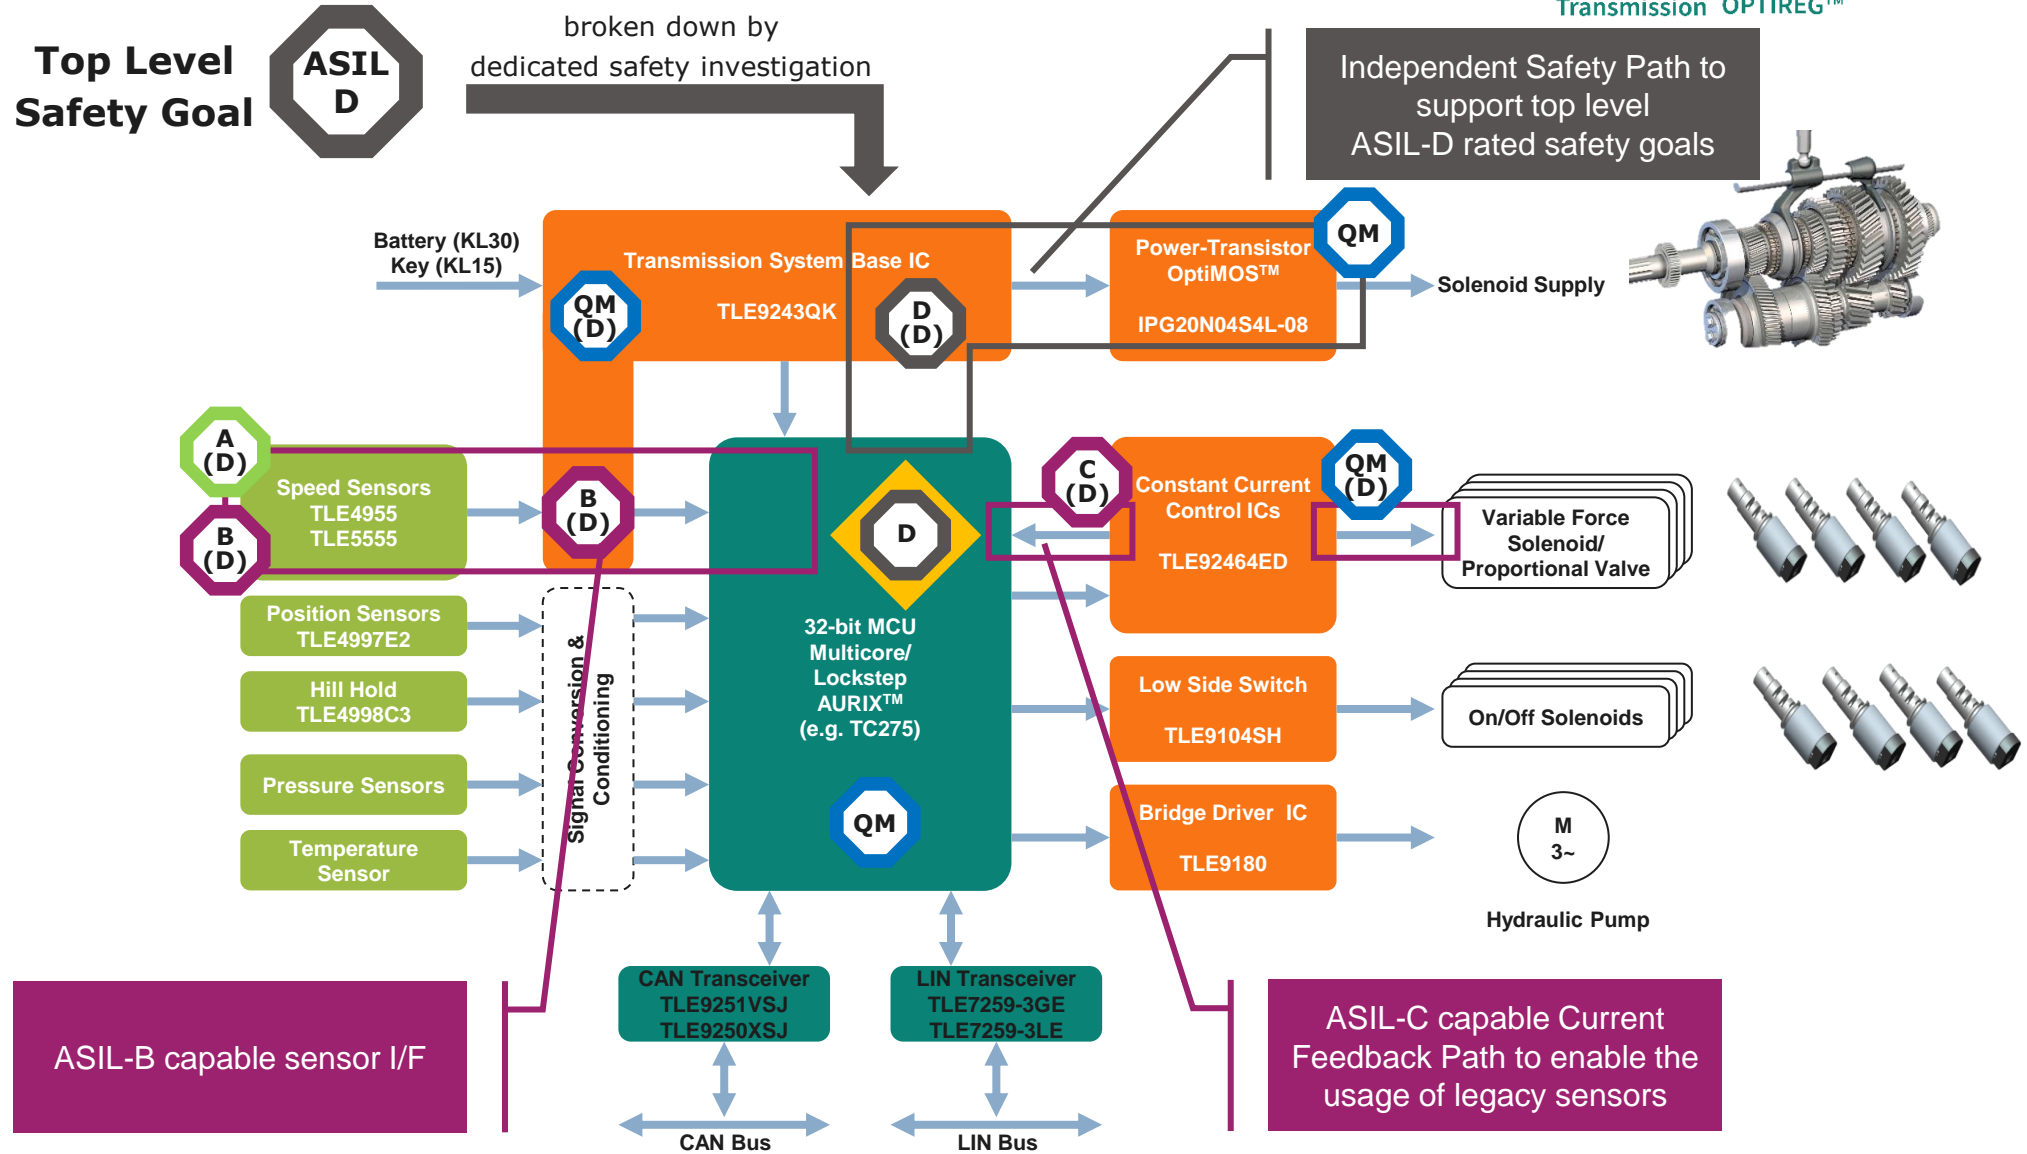 Transmission OPTIREG™
Top Level
Safety Goal
ASIL
D
broken down by
dedicated safety investigation
Independent Safety Path to
support top level
ASIL-D rated safety goals
Battery (KL30)
Key (KL15)
Transmission System Base IC
TLE9243QK
QM
(D)
D
(D)
Power-Transistor
OptiMOS™
IPG20N04S4L-08
QM
Solenoid Supply
A
(D)
B
(D)
Speed Sensors
TLE4955
TLE5555
B
(D)
Position Sensors
TLE4997E2
Hill Hold
TLE4998C3
Pressure Sensors
Temperature
Sensor
Signal Conversion &
Conditioning
D
32-bit MCU
Multicore/
Lockstep
AURIX™
(e.g. TC275)
QM
C
(D)
Constant Current
Control ICs
TLE92464ED
QM
(D)
Variable Force
Solenoid/
Proportional Valve
Low Side Switch
TLE9104SH
On/Off Solenoids
Bridge Driver IC
TLE9180
M
3~
Hydraulic Pump
CAN Transceiver
TLE9251VSJ
TLE9250XSJ
LIN Transceiver
TLE7259-3GE
TLE7259-3LE
CAN Bus
LIN Bus
ASIL-B capable sensor I/F
ASIL-C capable Current
Feedback Path to enable the
usage of legacy sensors